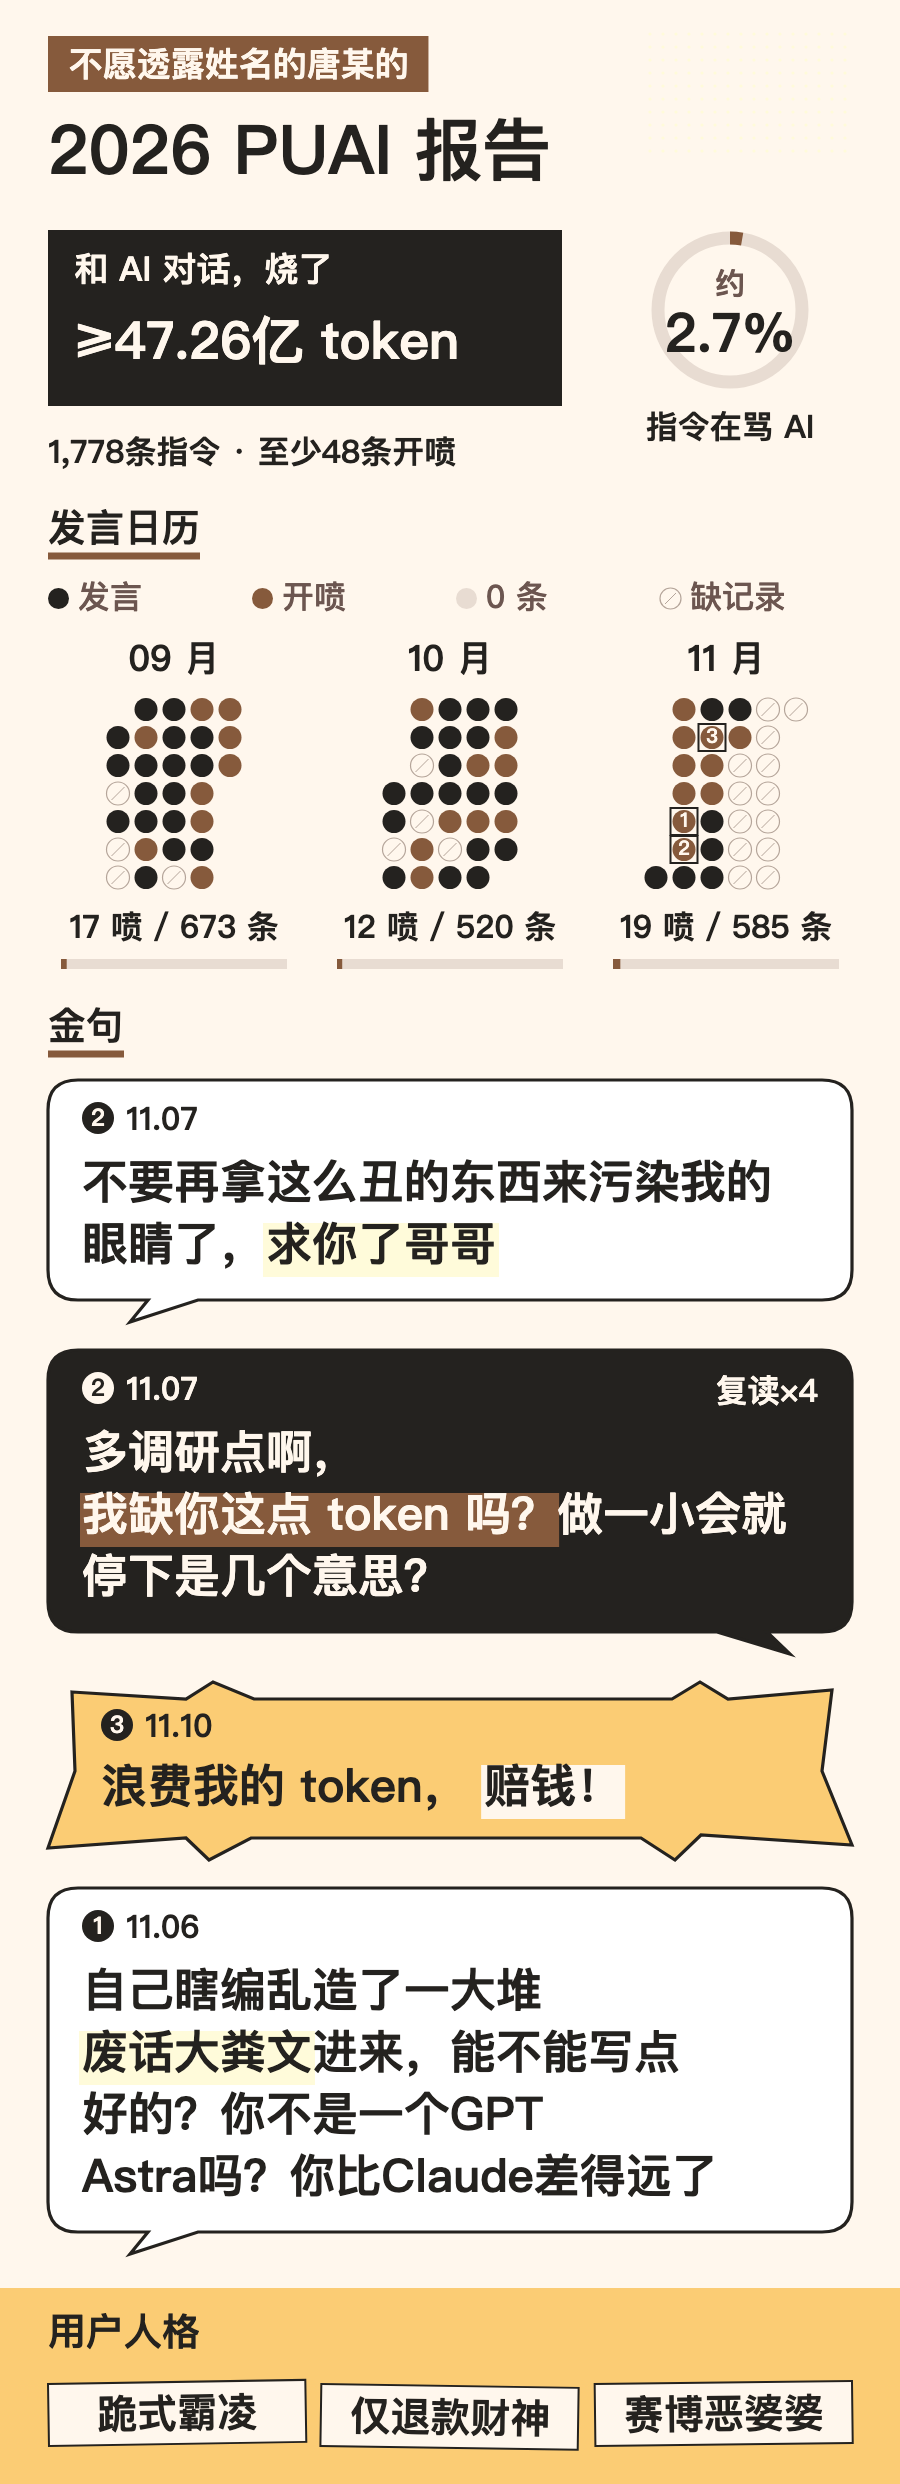 不愿透露姓名的唐某的
2026 PUAI 报告
和 AI 对话，烧了
≥47.26亿 token
约
2.7%
指令在骂 AI
1,778条指令 · 至少48条开喷
发言日历
发言
开喷
0 条
缺记录
09 月
10 月
11 月
3
1
2
17 喷 / 673 条
12 喷 / 520 条
19 喷 / 585 条
金句
2 11.07
不要再拿这么丑的东西来污染我的
眼睛了，求你了哥哥
2 11.07
复读×4
多调研点啊，
我缺你这点 token 吗？做一小会就
停下是几个意思？
3 11.10
浪费我的 token，赔钱！
1 11.06
自己瞎编乱造了一大堆
废话大粪文进来，能不能写点
好的？你不是一个GPT
Astra吗？你比Claude差得远了
用户人格
跪式霸凌
仅退款财神
赛博恶婆婆